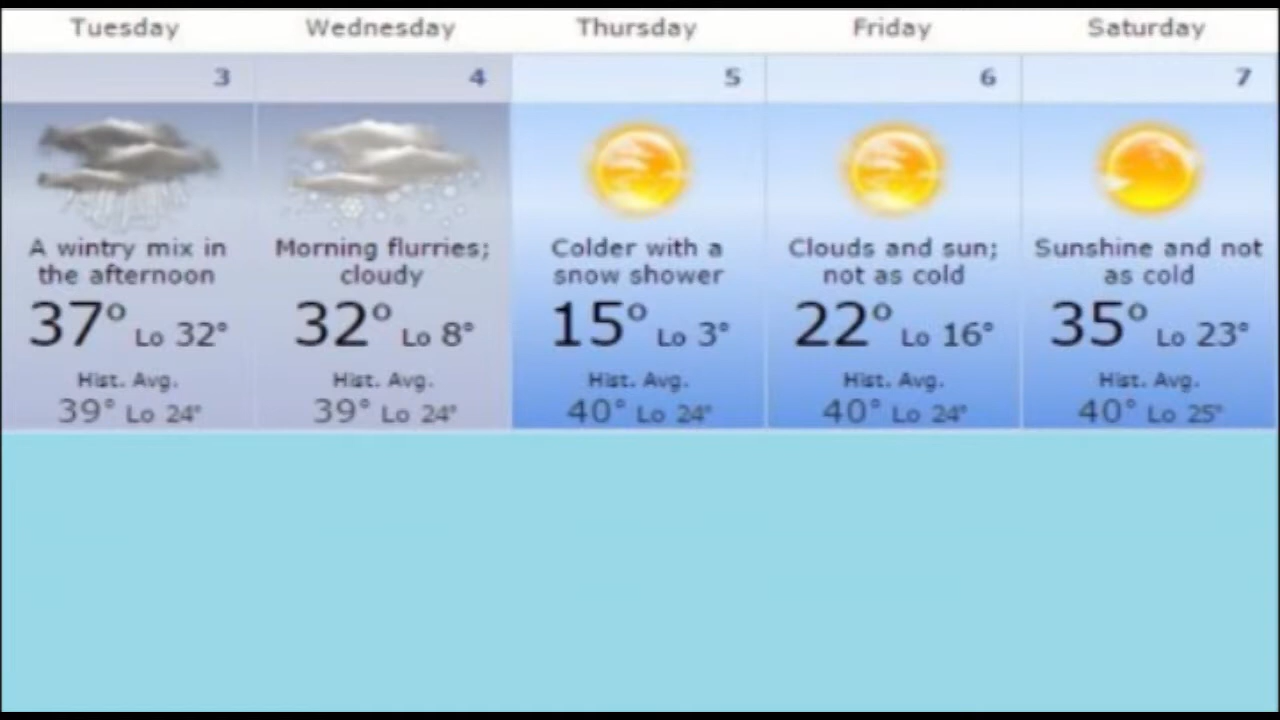 Tuesday Wednesday Thursday Friday Saturday
3 4 5 6 7
A wintry mix in
the afternoon
37° Lo 32°
Hist. Avg.
39° Lo 24°
Morning flurries;
cloudy
32° Lo 8°
Hist. Avg.
39° Lo 24°
Colder with a
snow shower
15° Lo 3°
Hist. Avg.
40° Lo 24°
Clouds and sun;
not as cold
22° Lo 16°
Hist. Avg.
40° Lo 24°
Sunshine and not
as cold
35° Lo 23°
Hist. Avg.
40° Lo 25°